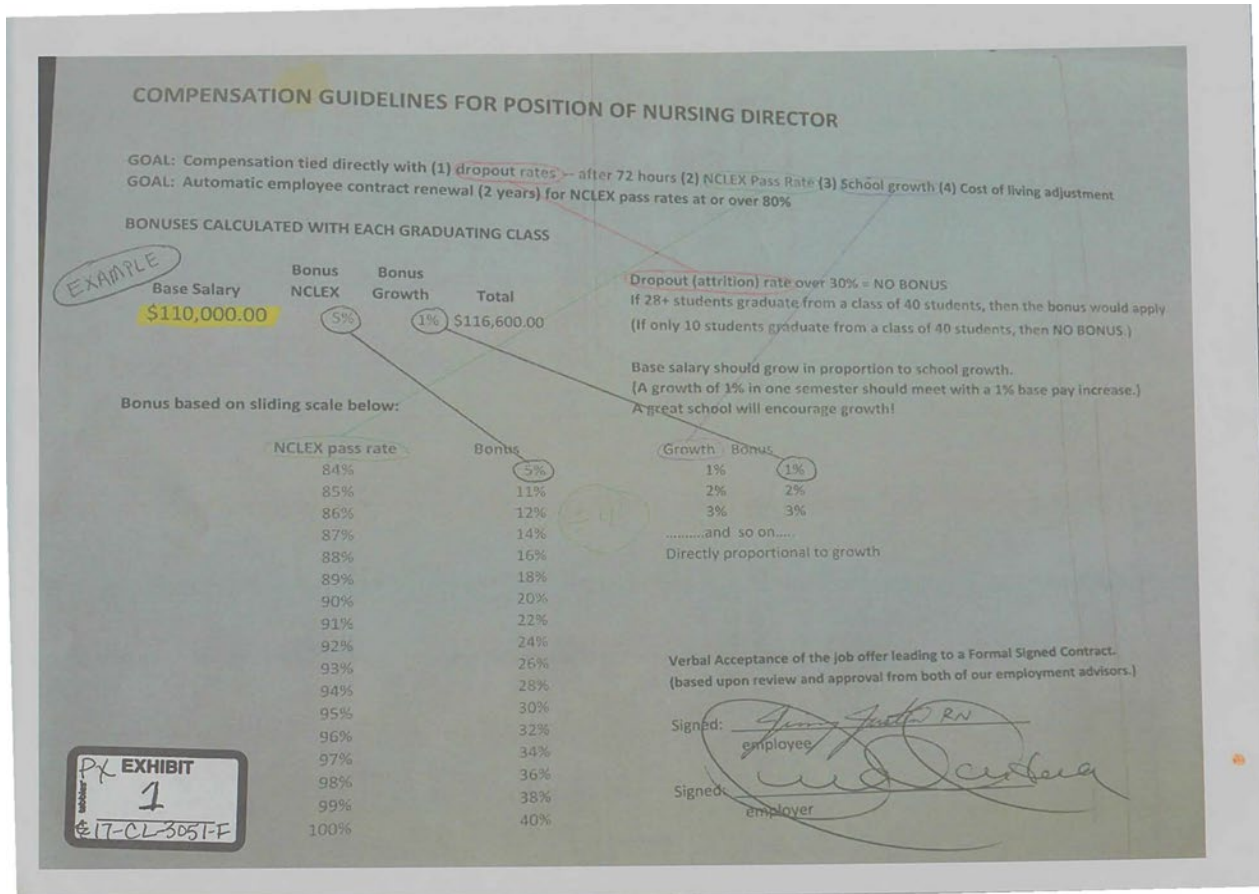 COMPENSATION GUIDELINES FOR POSITION OF NURSING DIRECTOR
GOAL: Compensation tied directly with (1) dropout rates – after 72 hours (2) NCLEX Pass Rate (3) School growth (4) Cost of living adjustment
GOAL: Automatic employee contract renewal (2 years) for NCLEX pass rates at or over 80%
BONUSES CALCULATED WITH EACH GRADUATING CLASS
EXAMPLE
Bonus Bonus
Base Salary NCLEX Growth Total
$110,000.00 5% 1% $116,600.00
Dropout (attrition) rate over 30% = NO BONUS
If 28+ students graduate from a class of 40 students, then the bonus would apply
(If only 10 students graduate from a class of 40 students, then NO BONUS.)
Base salary should grow in proportion to school growth.
(A growth of 1% in one semester should meet with a 1% base pay increase.)
A great school will encourage growth!
Bonus based on sliding scale below:
NCLEX pass rate Bonus
84% 5%
85% 11%
86% 12%
87% 14%
88% 16%
89% 18%
90% 20%
91% 22%
92% 24%
93% 26%
94% 28%
95% 30%
96% 32%
97% 34%
98% 36%
99% 38%
100% 40%
Growth Bonus
1% 1%
2% 2%
3% 3%
..........and so on.....
Directly proportional to growth
Verbal Acceptance of the job offer leading to a Formal Signed Contract.
(based upon review and approval from both of our employment advisors.)
Signed: RN
employee
Signed:
employer
PX EXHIBIT
1
17-CL-3051-F